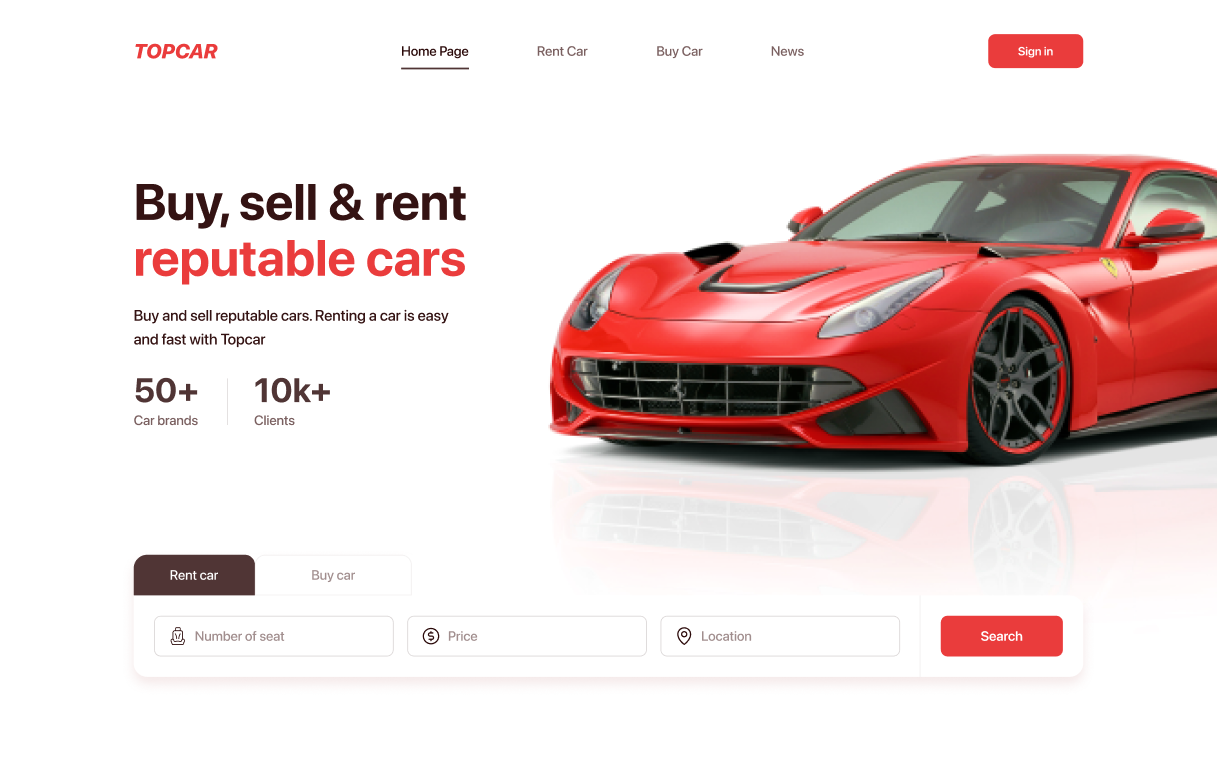 TOPCAR
Home Page
Rent Car
Buy Car
News
Sign in
Buy, sell & rent
reputable cars
Buy and sell reputable cars. Renting a car is easy
and fast with Topcar
50+
Car brands
10k+
Clients
Rent car
Buy car
Number of seat
Price
Location
Search